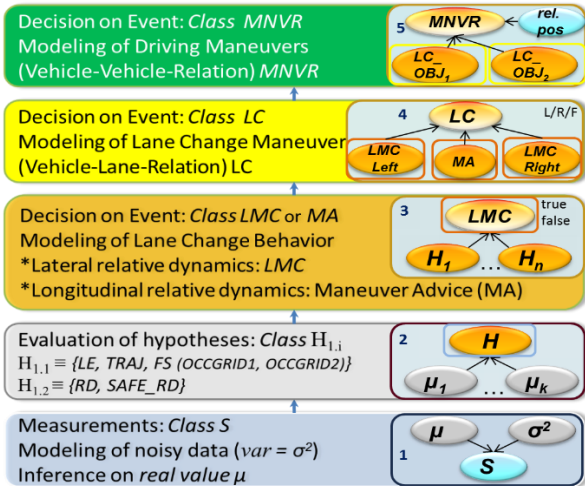 Decision on Event: Class MNVR
Modeling of Driving Maneuvers
(Vehicle-Vehicle-Relation) MNVR
5
MNVR
rel.
pos
LC_
OBJ1
LC_
OBJ2
Decision on Event: Class LC
Modeling of Lane Change Maneuver
(Vehicle-Lane-Relation) LC
4
L/R/F
LC
LMC
Left
MA
LMC
Right
Decision on Event: Class LMC or MA
Modeling of Lane Change Behavior
*Lateral relative dynamics: LMC
*Longitudinal relative dynamics: Maneuver Advice (MA)
3
true
false
LMC
H1
...
Hn
Evaluation of hypotheses: Class H1.i
H1.1 ≡ {LE, TRAJ, FS (OCCGRID1, OCCGRID2)}
H1.2 ≡ {RD, SAFE_RD}
2
H
μ1
...
μk
Measurements: Class S
Modeling of noisy data (var = σ²)
Inference on real value μ
1
μ
σ²
S